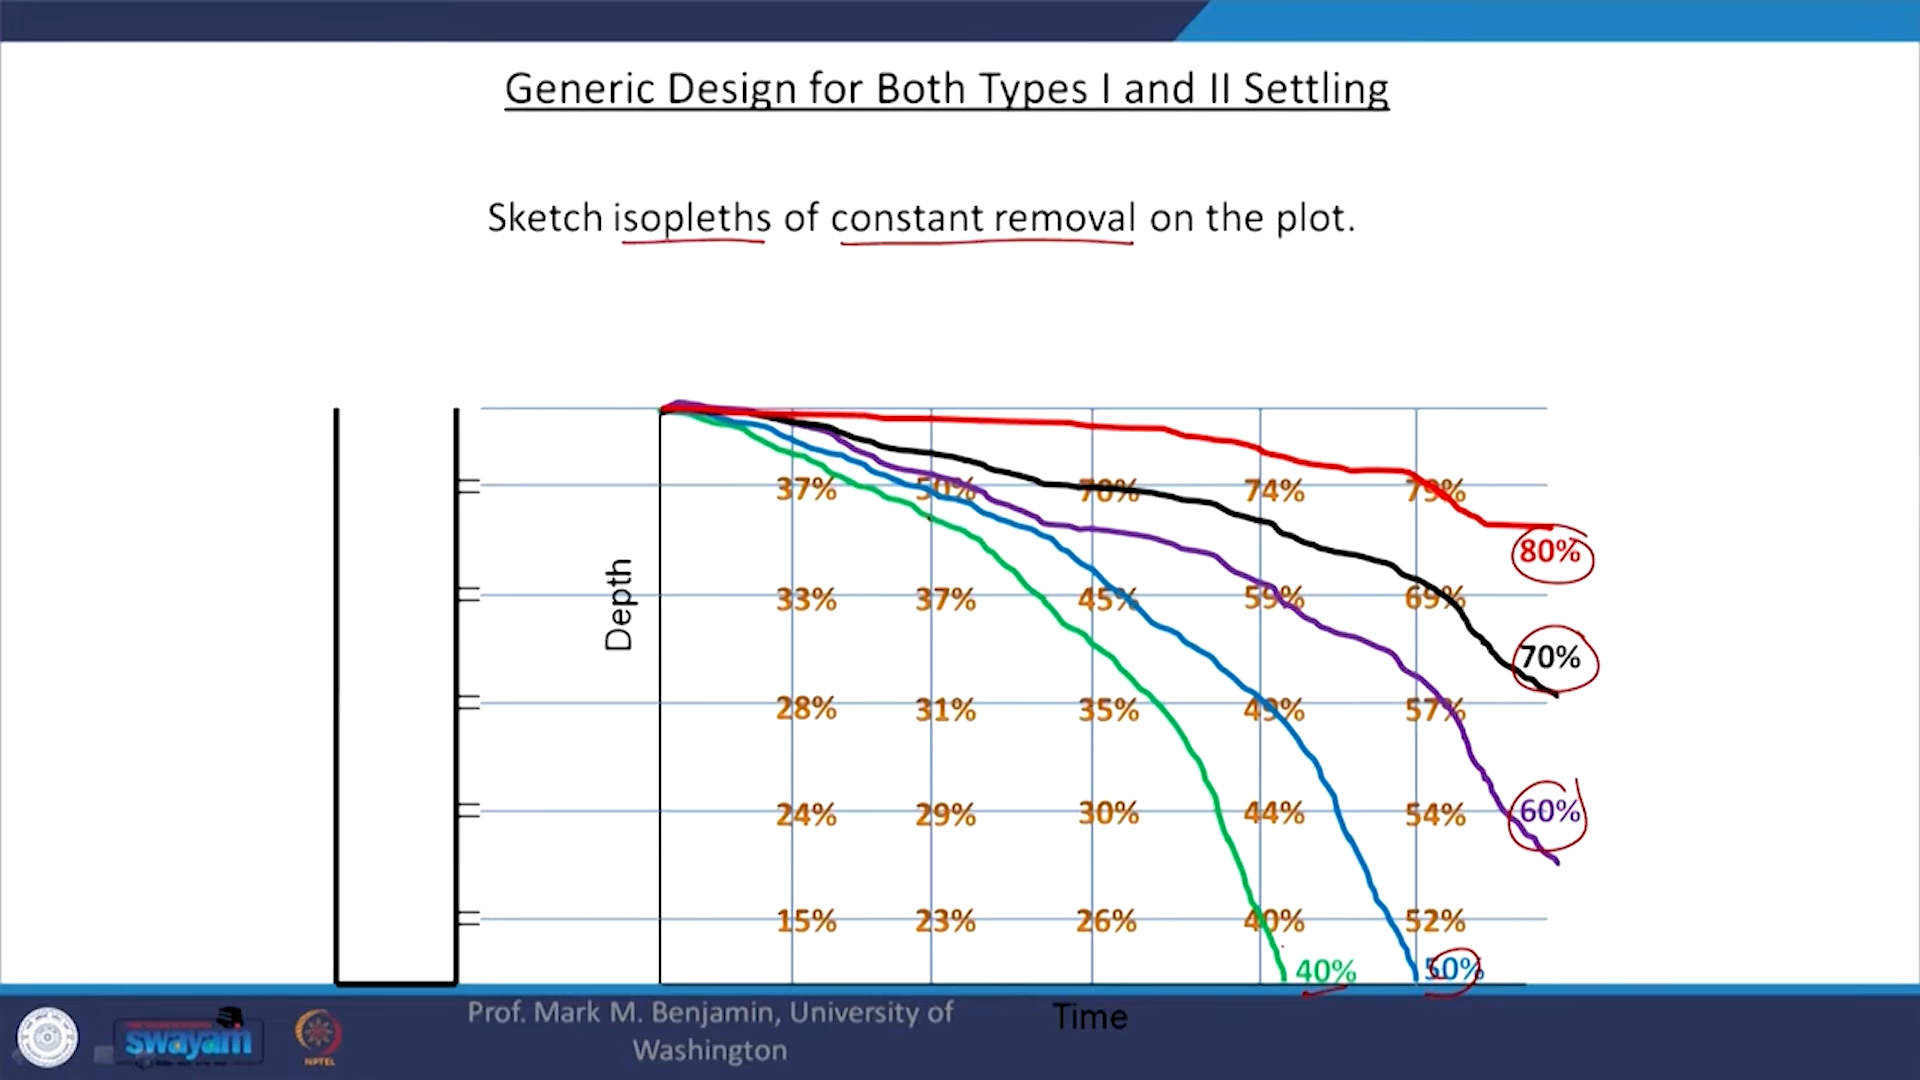 Generic Design for Both Types I and II Settling
Sketch isopleths of constant removal on the plot.
37% 50% 70% 74% 79%
80%
Depth
33% 37% 45% 59% 69%
70%
28% 31% 35% 49% 57%
24% 29% 30% 44% 54%
60%
15% 23% 26% 40% 52%
40% 50%
Time
Prof. Mark M. Benjamin, University of
Washington
swayam
NPTEL